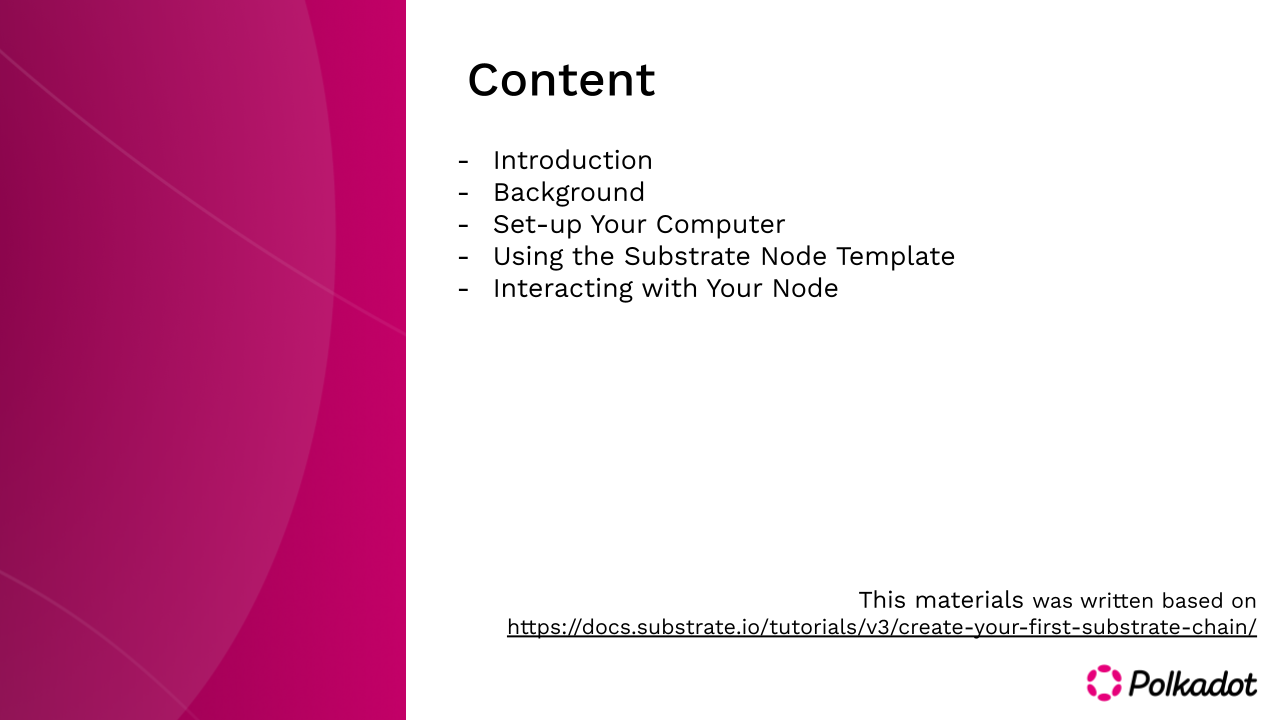 Content
- Introduction
- Background
- Set-up Your Computer
- Using the Substrate Node Template
- Interacting with Your Node
This materials was written based on
https://docs.substrate.io/tutorials/v3/create-your-first-substrate-chain/
Polkadot